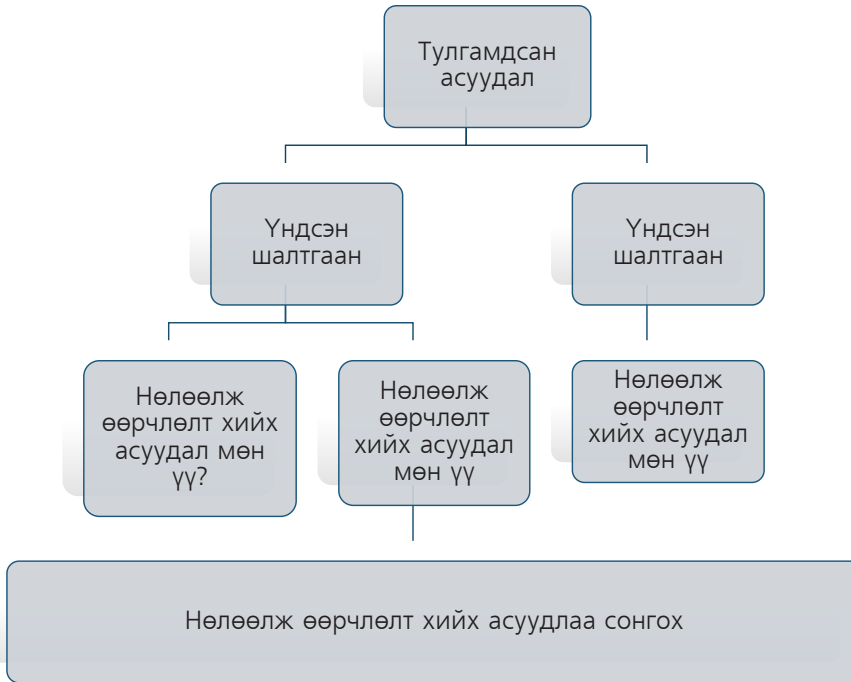 Тулгамдсан
асуудал
Үндсэн
шалтгаан
Үндсэн
шалтгаан
Нөлөөлж
өөрчлөлт хийх
асуудал мөн
үү?
Нөлөөлж
өөрчлөлт
хийх асуудал
мөн үү
Нөлөөлж
өөрчлөлт
хийх асуудал
мөн үү
Нөлөөлж өөрчлөлт хийх асуудлаа сонгох